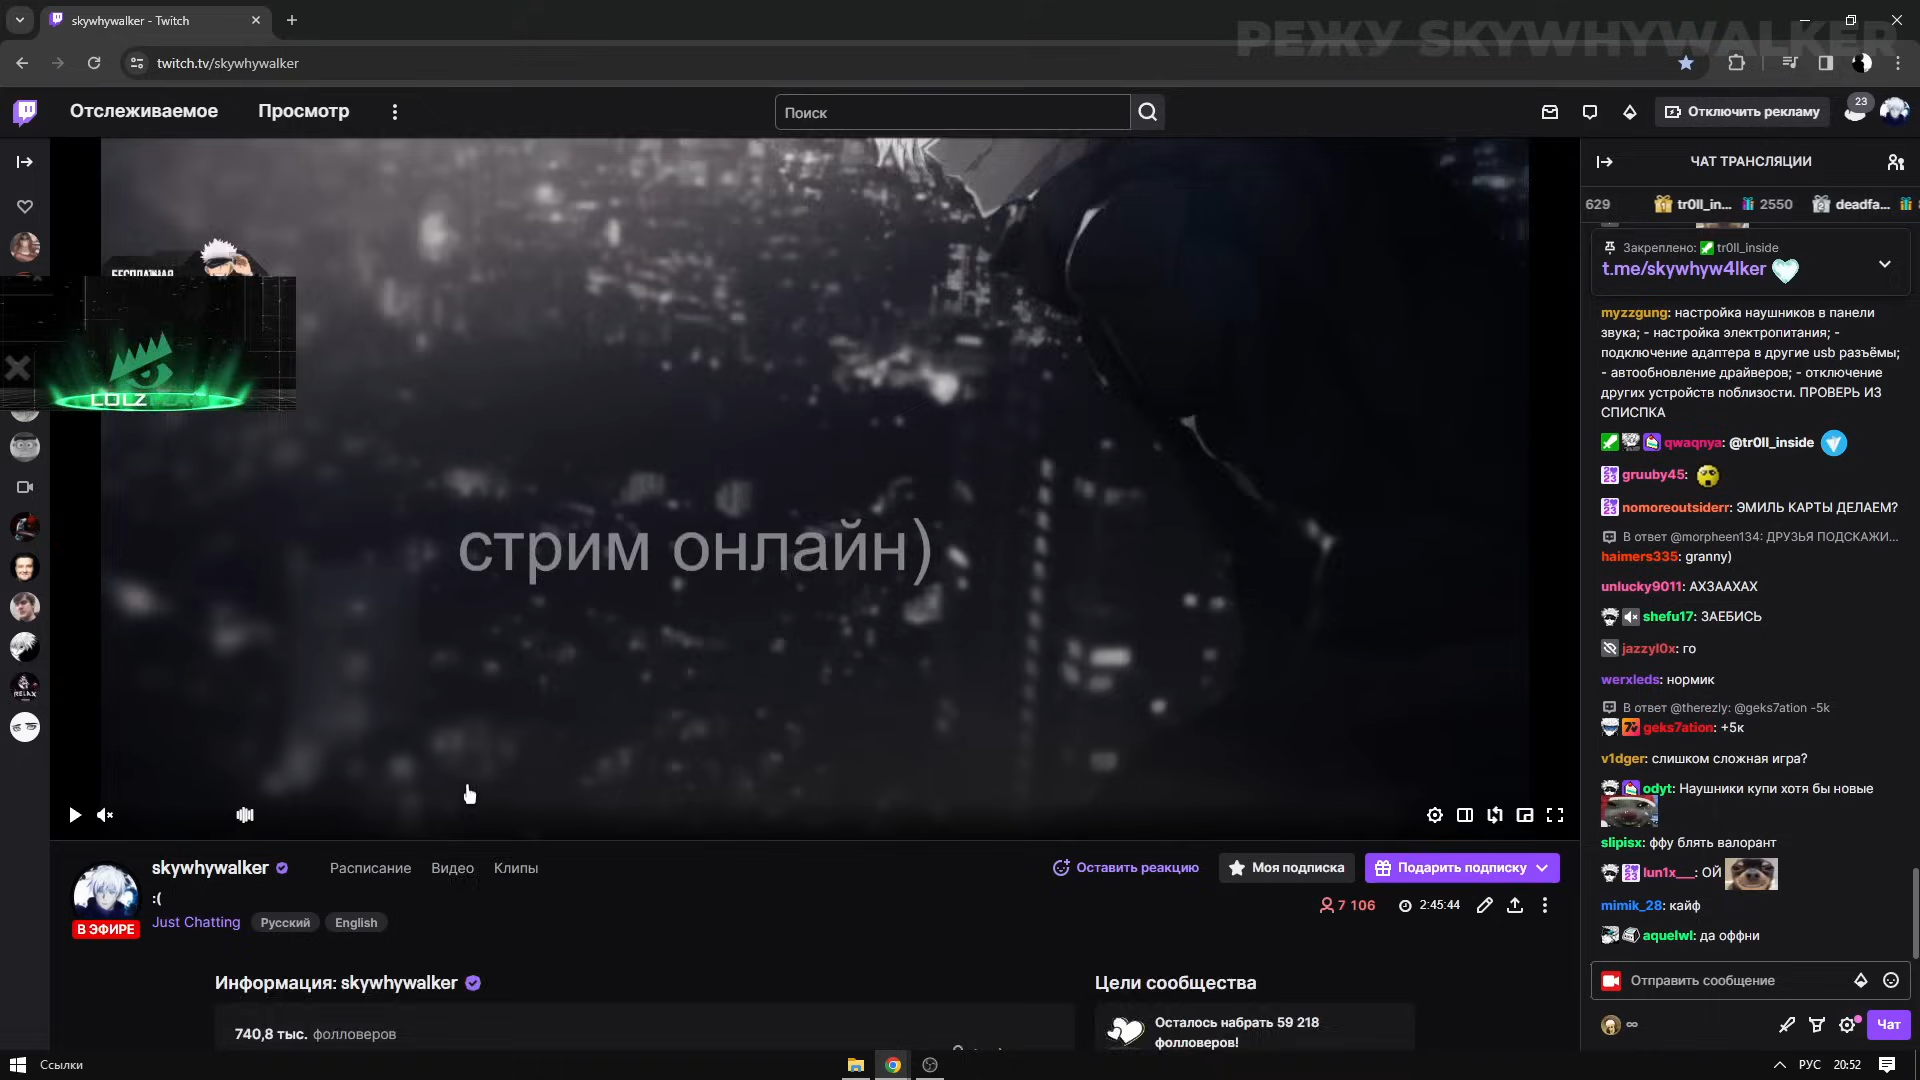 skywhywalker - Twitch
РЕЖУ SKYWHYWALKER
twitch.tv/skywhywalker
Отслеживаемое
Просмотр
Поиск
Отключить рекламу
23
ЧАТ ТРАНСЛЯЦИИ
629
tr0ll_in...
2550
deadfa...
Закреплено: tr0ll_inside
t.me/skywhyw4lker
БЕСПЛАТНАЯ
LOLZ
стрим онлайн)
myzzgung: настройка наушников в панели
звука; - настройка электропитания; -
подключение адаптера в другие usb разъёмы;
- автообновление драйверов; - отключение
других устройств поблизости. ПРОВЕРЬ ИЗ
СПИСПКА
qwaqnya: @tr0ll_inside
gruuby45:
nomoreoutsiderr: ЭМИЛЬ КАРТЫ ДЕЛАЕМ?
В ответ @morpheen134: ДРУЗЬЯ ПОДСКАЖИ...
haimers335: granny)
unlucky9011: АХЗААХАХ
shefu17: ЗАЕБИСЬ
jazzyl0x: го
werxleds: нормик
В ответ @therezly: @geks7ation -5k
geks7ation: +5к
v1dger: слишком сложная игра?
odyt: Наушники купи хотя бы новые
slipisx: ффу блять валорант
lun1x___: ОЙ
mimik_28: кайф
aquelwl: да оффни
Отправить сообщение
Чат
RELAX
skywhywalker
Расписание
Видео
Клипы
Оставить реакцию
Моя подписка
Подарить подписку
:(
В ЭФИРЕ
Just Chatting
Русский
English
7 106
2:45:44
Информация: skywhywalker
Цели сообщества
740,8 тыс. фолловеров
Осталось набрать 59 218
фолловеров!
Ссылки
РУС
20:52